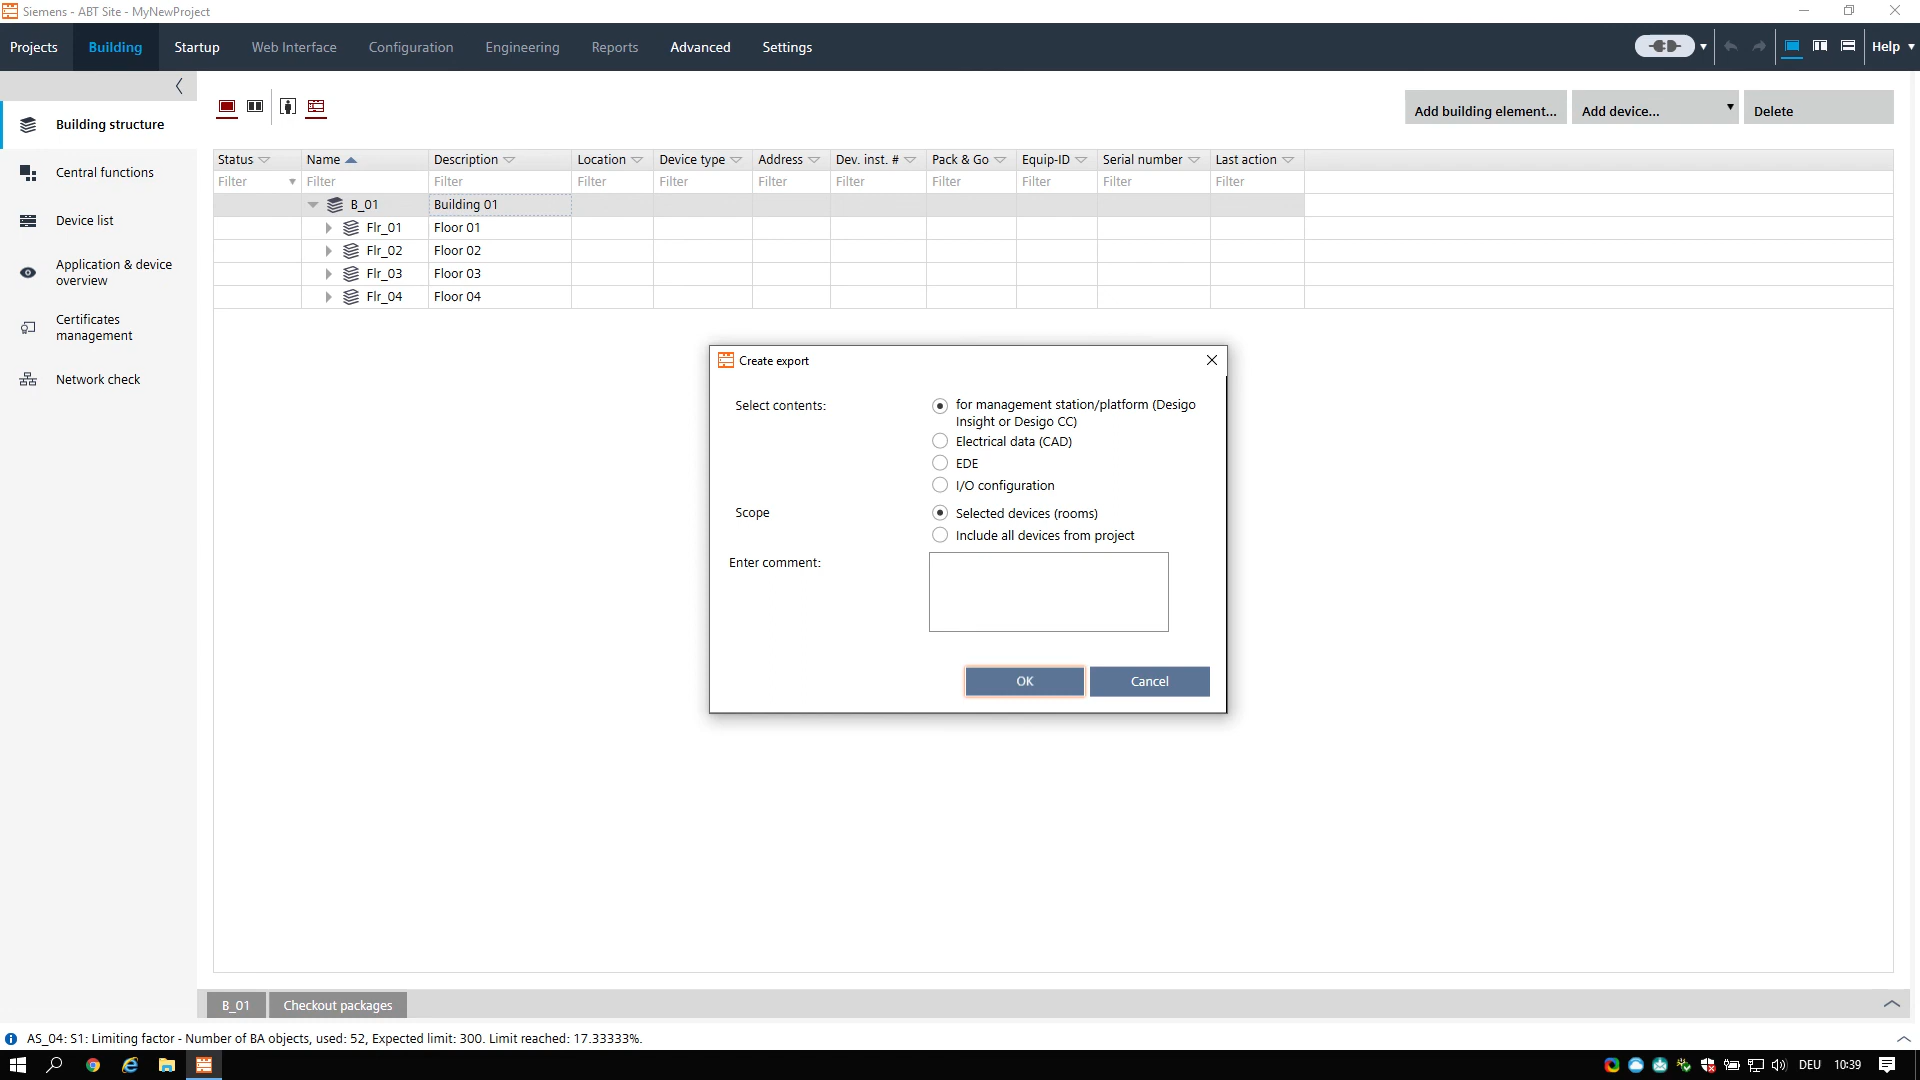 Siemens - ABT Site - MyNewProject
Projects Building Startup Web Interface Configuration Engineering Reports Advanced Settings Help
Building structure
Central functions
Device list
Application & device
overview
Certificates
management
Network check
Add building element... Add device... Delete
Status Name Description Location Device type Address Dev. inst. # Pack & Go Equip-ID Serial number Last action
Filter Filter Filter Filter Filter Filter Filter Filter Filter Filter Filter
B_01 Building 01
Flr_01 Floor 01
Flr_02 Floor 02
Flr_03 Floor 03
Flr_04 Floor 04
Create export
Select contents:
for management station/platform (Desigo
Insight or Desigo CC)
Electrical data (CAD)
EDE
I/O configuration
Scope
Selected devices (rooms)
Include all devices from project
Enter comment:
OK Cancel
B_01 Checkout packages
AS_04: S1: Limiting factor - Number of BA objects, used: 52, Expected limit: 300. Limit reached: 17.33333%.
DEU 10:39